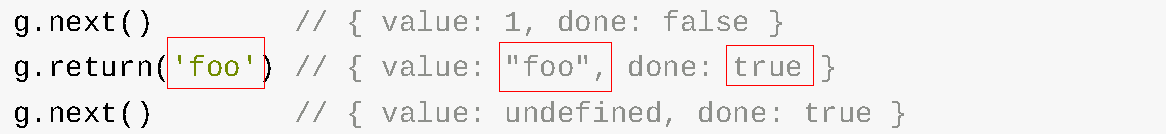 g.next()        // { value: 1, done: false }
g.return('foo') // { value: "foo", done: true }
g.next()        // { value: undefined, done: true }